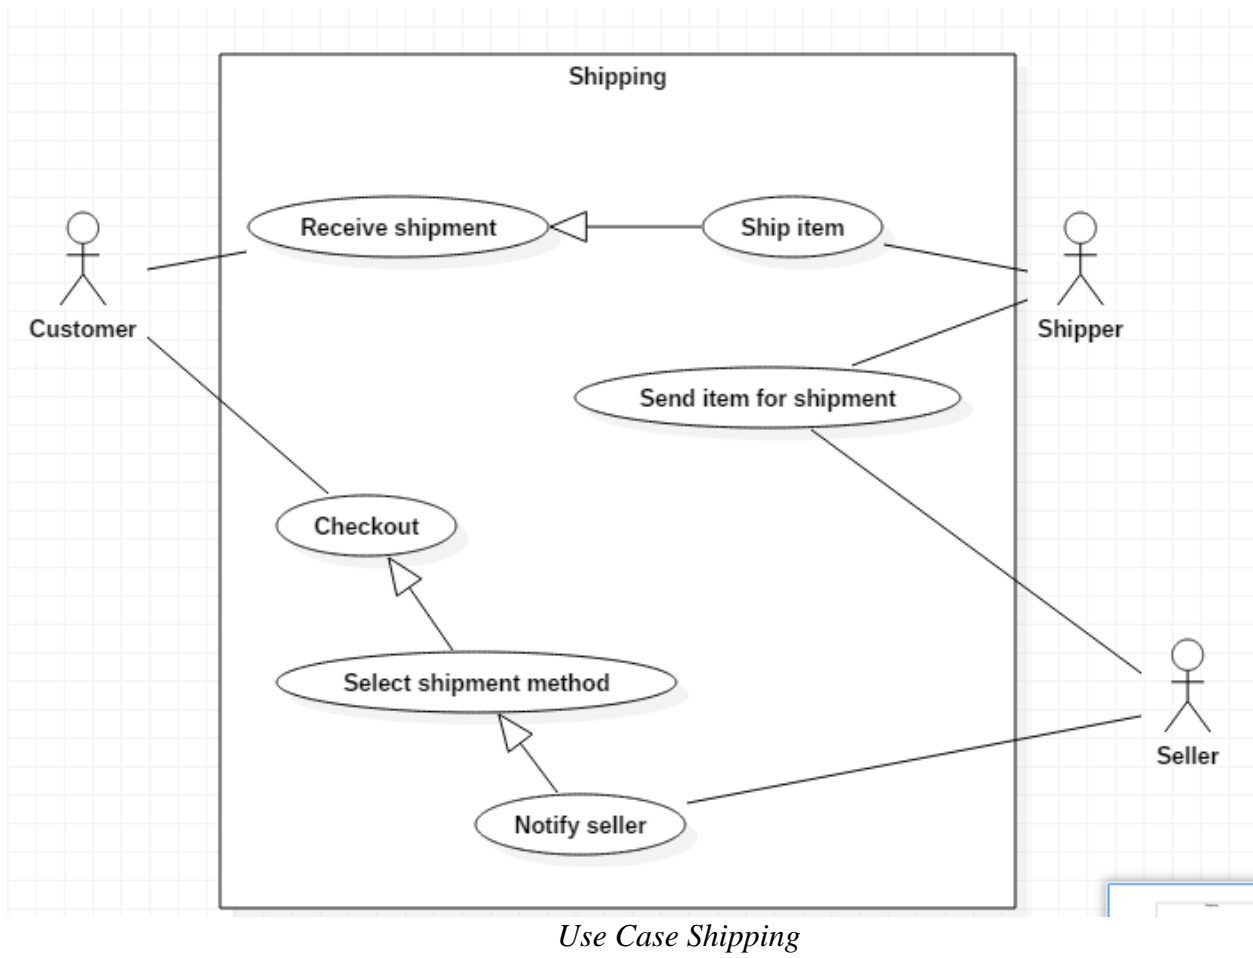 Shipping
Receive shipment
Ship item
Customer
Shipper
Send item for shipment
Checkout
Select shipment method
Seller
Notify seller
Use Case Shipping